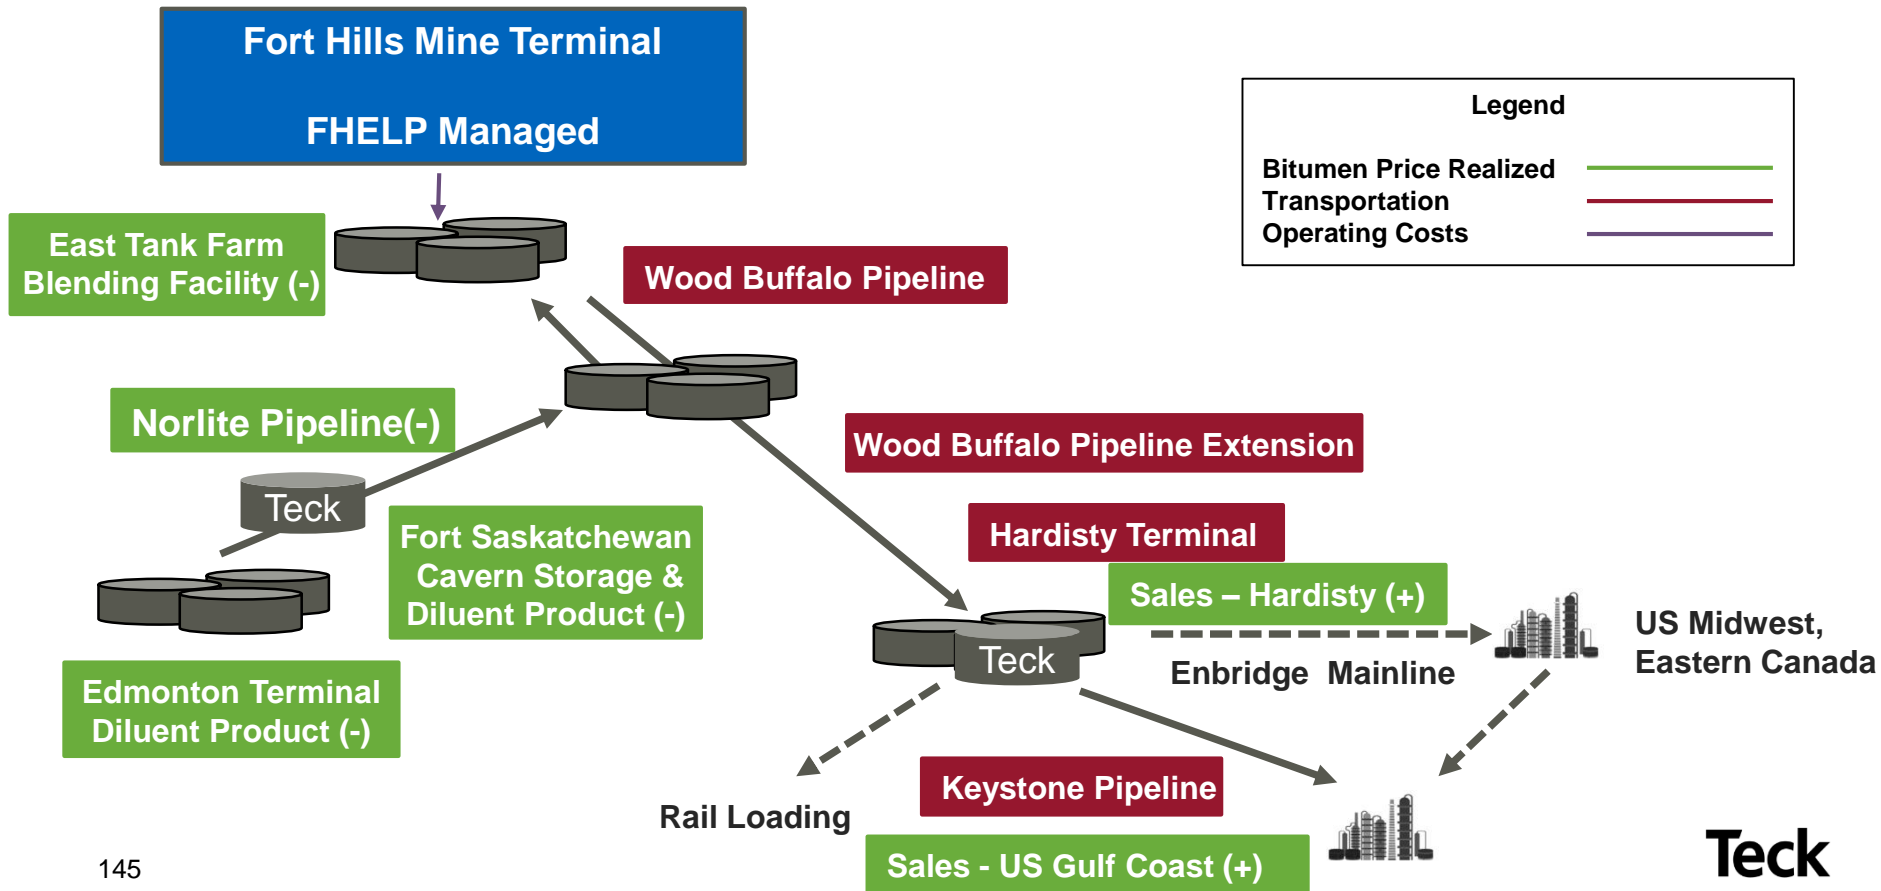 Fort Hills Mine Terminal
FHELP Managed
Legend
Bitumen Price Realized
Transportation
Operating Costs
East Tank Farm
Blending Facility (-)
Wood Buffalo Pipeline
Norlite Pipeline(-)
Wood Buffalo Pipeline Extension
Teck
Fort Saskatchewan
Cavern Storage &
Diluent Product (-)
Hardisty Terminal
Sales – Hardisty (+)
Teck
Enbridge Mainline
US Midwest,
Eastern Canada
Edmonton Terminal
Diluent Product (-)
Keystone Pipeline
Rail Loading
Sales - US Gulf Coast (+)
145
Teck